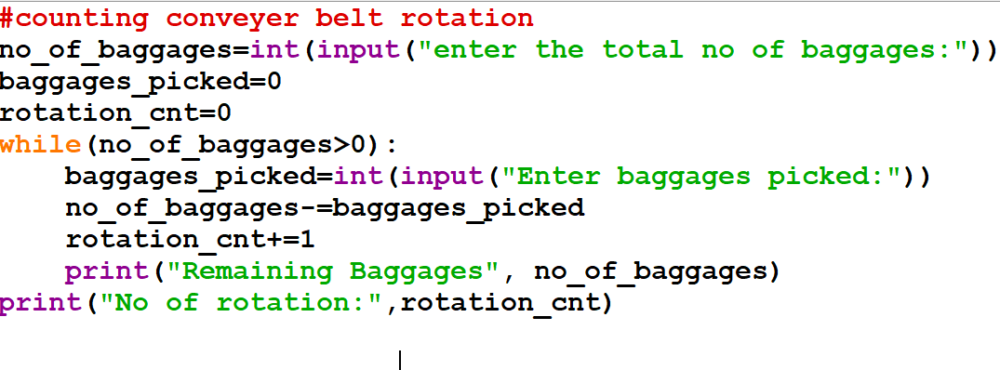 #counting conveyer belt rotation
no_of_baggages=int(input("enter the total no of baggages:"))
baggages_picked=0
rotation_cnt=0
while(no_of_baggages>0):
    baggages_picked=int(input("Enter baggages picked:"))
    no_of_baggages-=baggages_picked
    rotation_cnt+=1
    print("Remaining Baggages", no_of_baggages)
print("No of rotation:",rotation_cnt)